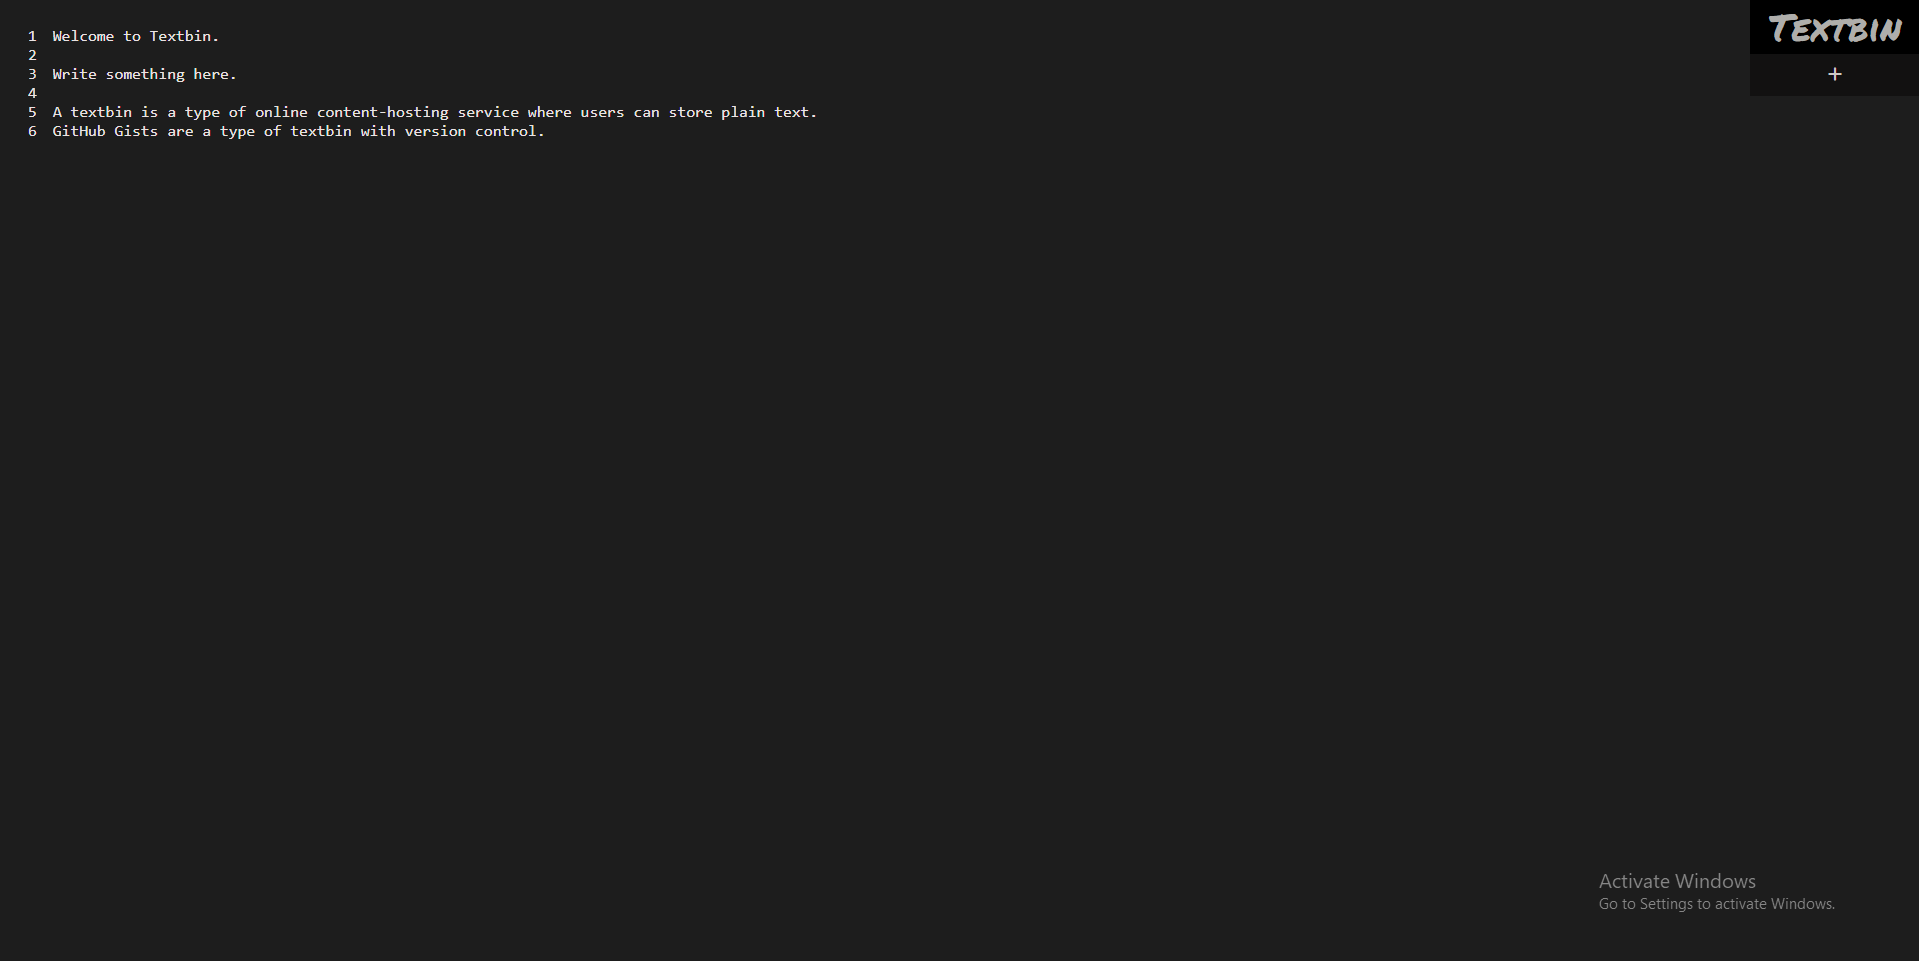 1 Welcome to Textbin.
2
3 Write something here.
4
5 A textbin is a type of online content-hosting service where users can store plain text.
6 GitHub Gists are a type of textbin with version control.
TEXTBIN
+
Activate Windows
Go to Settings to activate Windows.